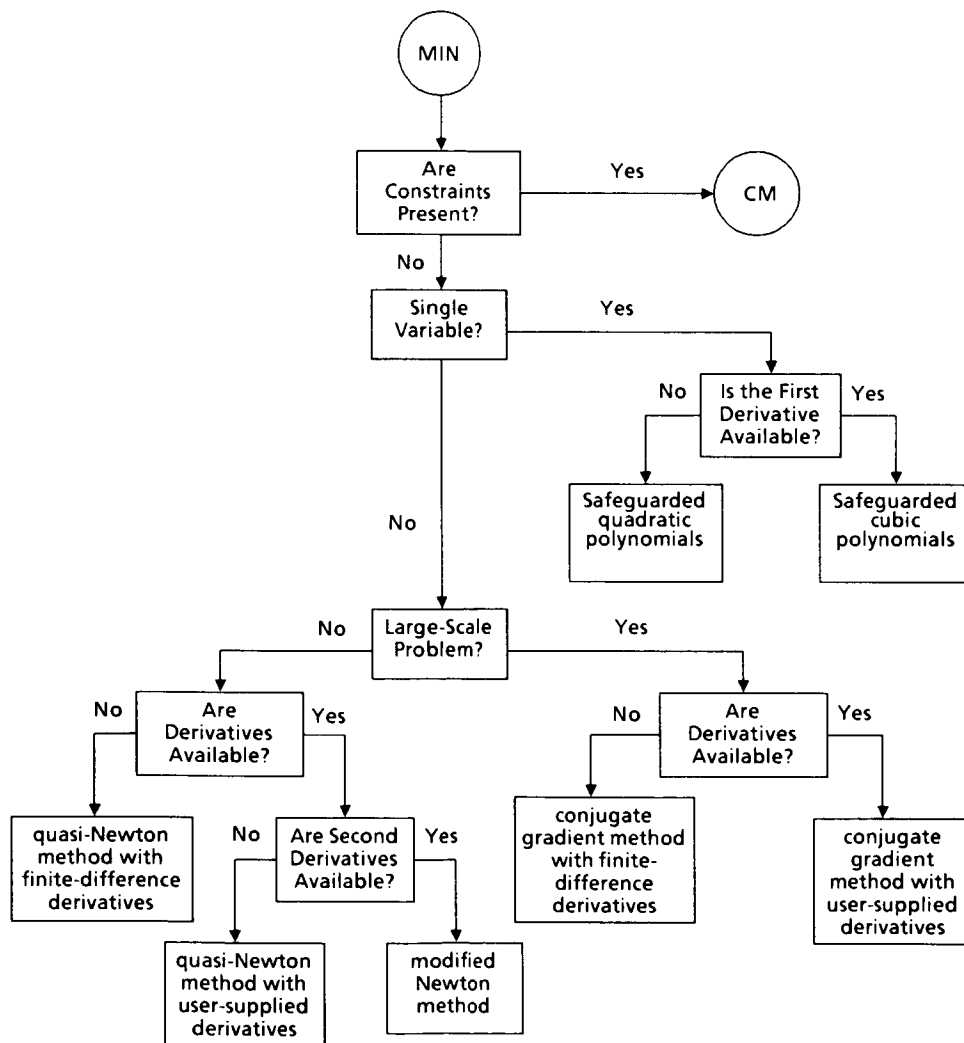 MIN
Are
Constraints
Present?
Yes
CM
No
Single
Variable?
Yes
No
Is the First
Derivative
Available?
Yes
Safeguarded
quadratic
polynomials
Safeguarded
cubic
polynomials
No
No
Large-Scale
Problem?
Yes
No
Are
Derivatives
Available?
Yes
No
Are
Derivatives
Available?
Yes
quasi-Newton
method with
finite-difference
derivatives
No
Are Second
Derivatives
Available?
Yes
conjugate
gradient method
with finite-
difference
derivatives
conjugate
gradient
method with
user-supplied
derivatives
quasi-Newton
method with
user-supplied
derivatives
modified
Newton
method